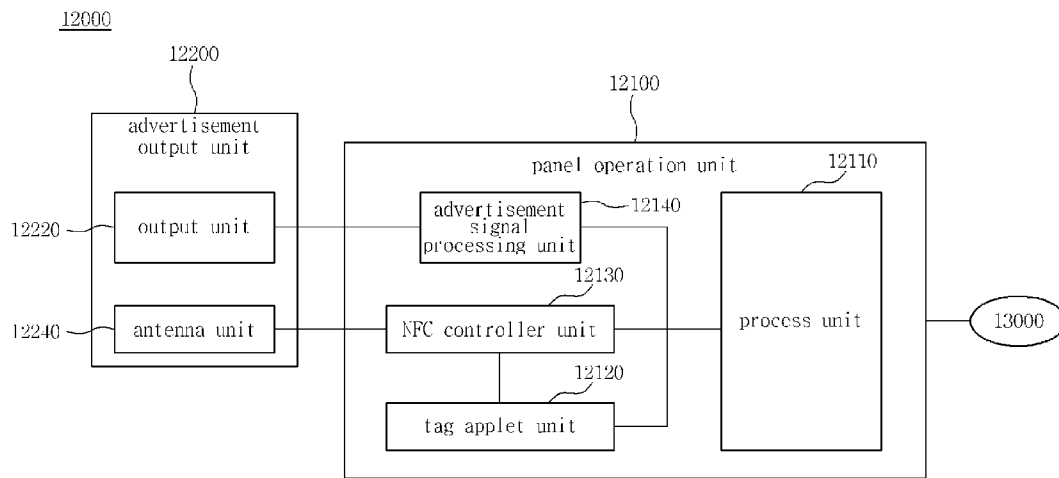 12000
12200
advertisement
output unit
12220
output unit
12240
antenna unit
12100
panel operation unit
12110
12140
advertisement
signal
processing unit
12130
NFC controller unit
12120
tag applet unit
process unit
13000